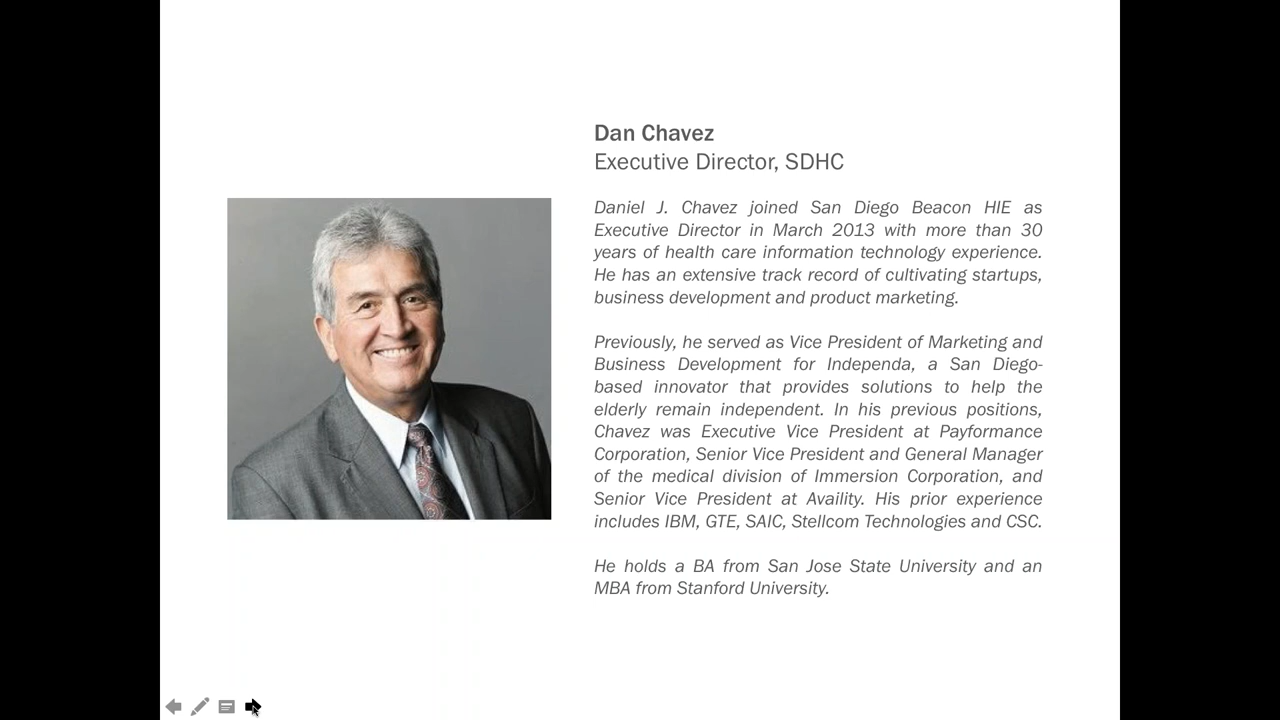 Dan Chavez
Executive Director, SDHC
Daniel J. Chavez joined San Diego Beacon HIE as
Executive Director in March 2013 with more than 30
years of health care information technology experience.
He has an extensive track record of cultivating startups,
business development and product marketing.
Previously, he served as Vice President of Marketing and
Business Development for Independa, a San Diego-
based innovator that provides solutions to help the
elderly remain independent. In his previous positions,
Chavez was Executive Vice President at Payformance
Corporation, Senior Vice President and General Manager
of the medical division of Immersion Corporation, and
Senior Vice President at Availity. His prior experience
includes IBM, GTE, SAIC, Stellcom Technologies and CSC.
He holds a BA from San Jose State University and an
MBA from Stanford University.